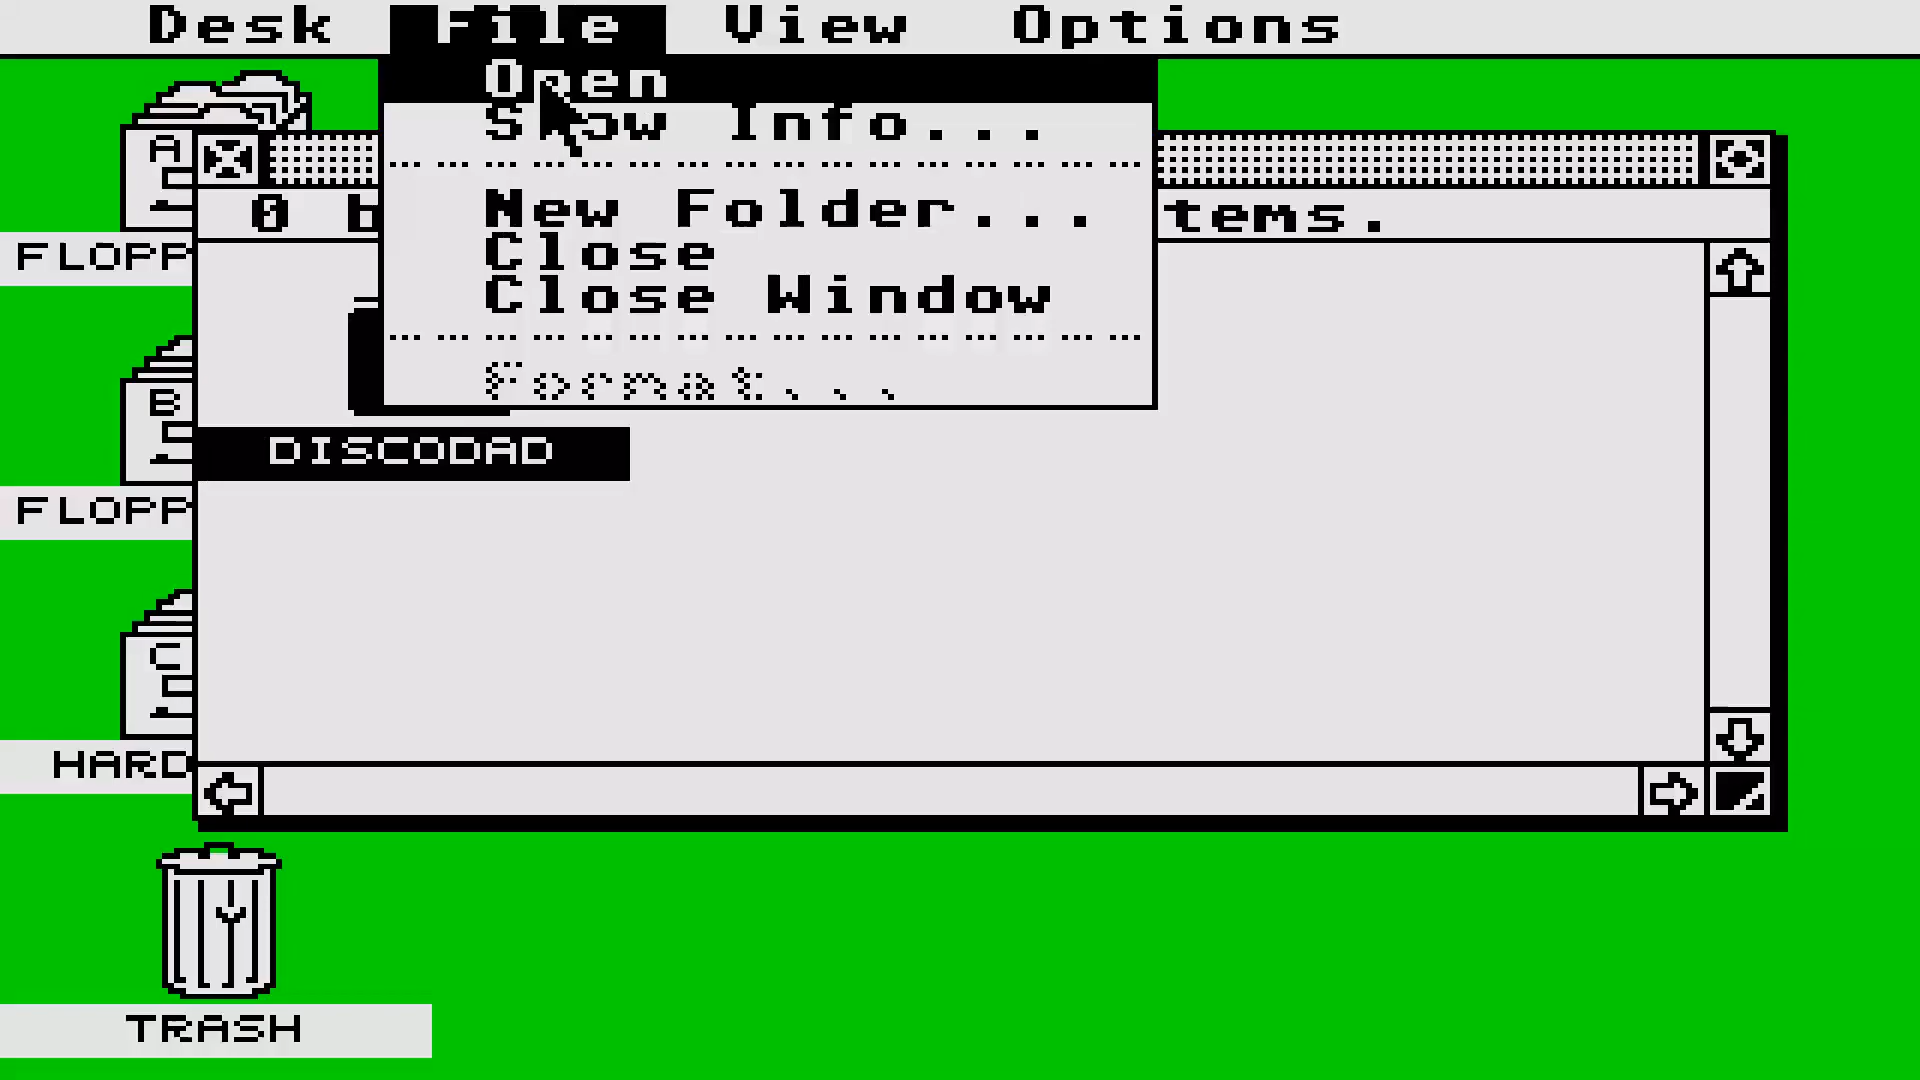 Desk File View Options
Open
Show Info...
New Folder...
Close
Close Window
Format...
A
0 b tems.
FLOPP
B
DISCODAD
FLOPP
C
HARD
TRASH